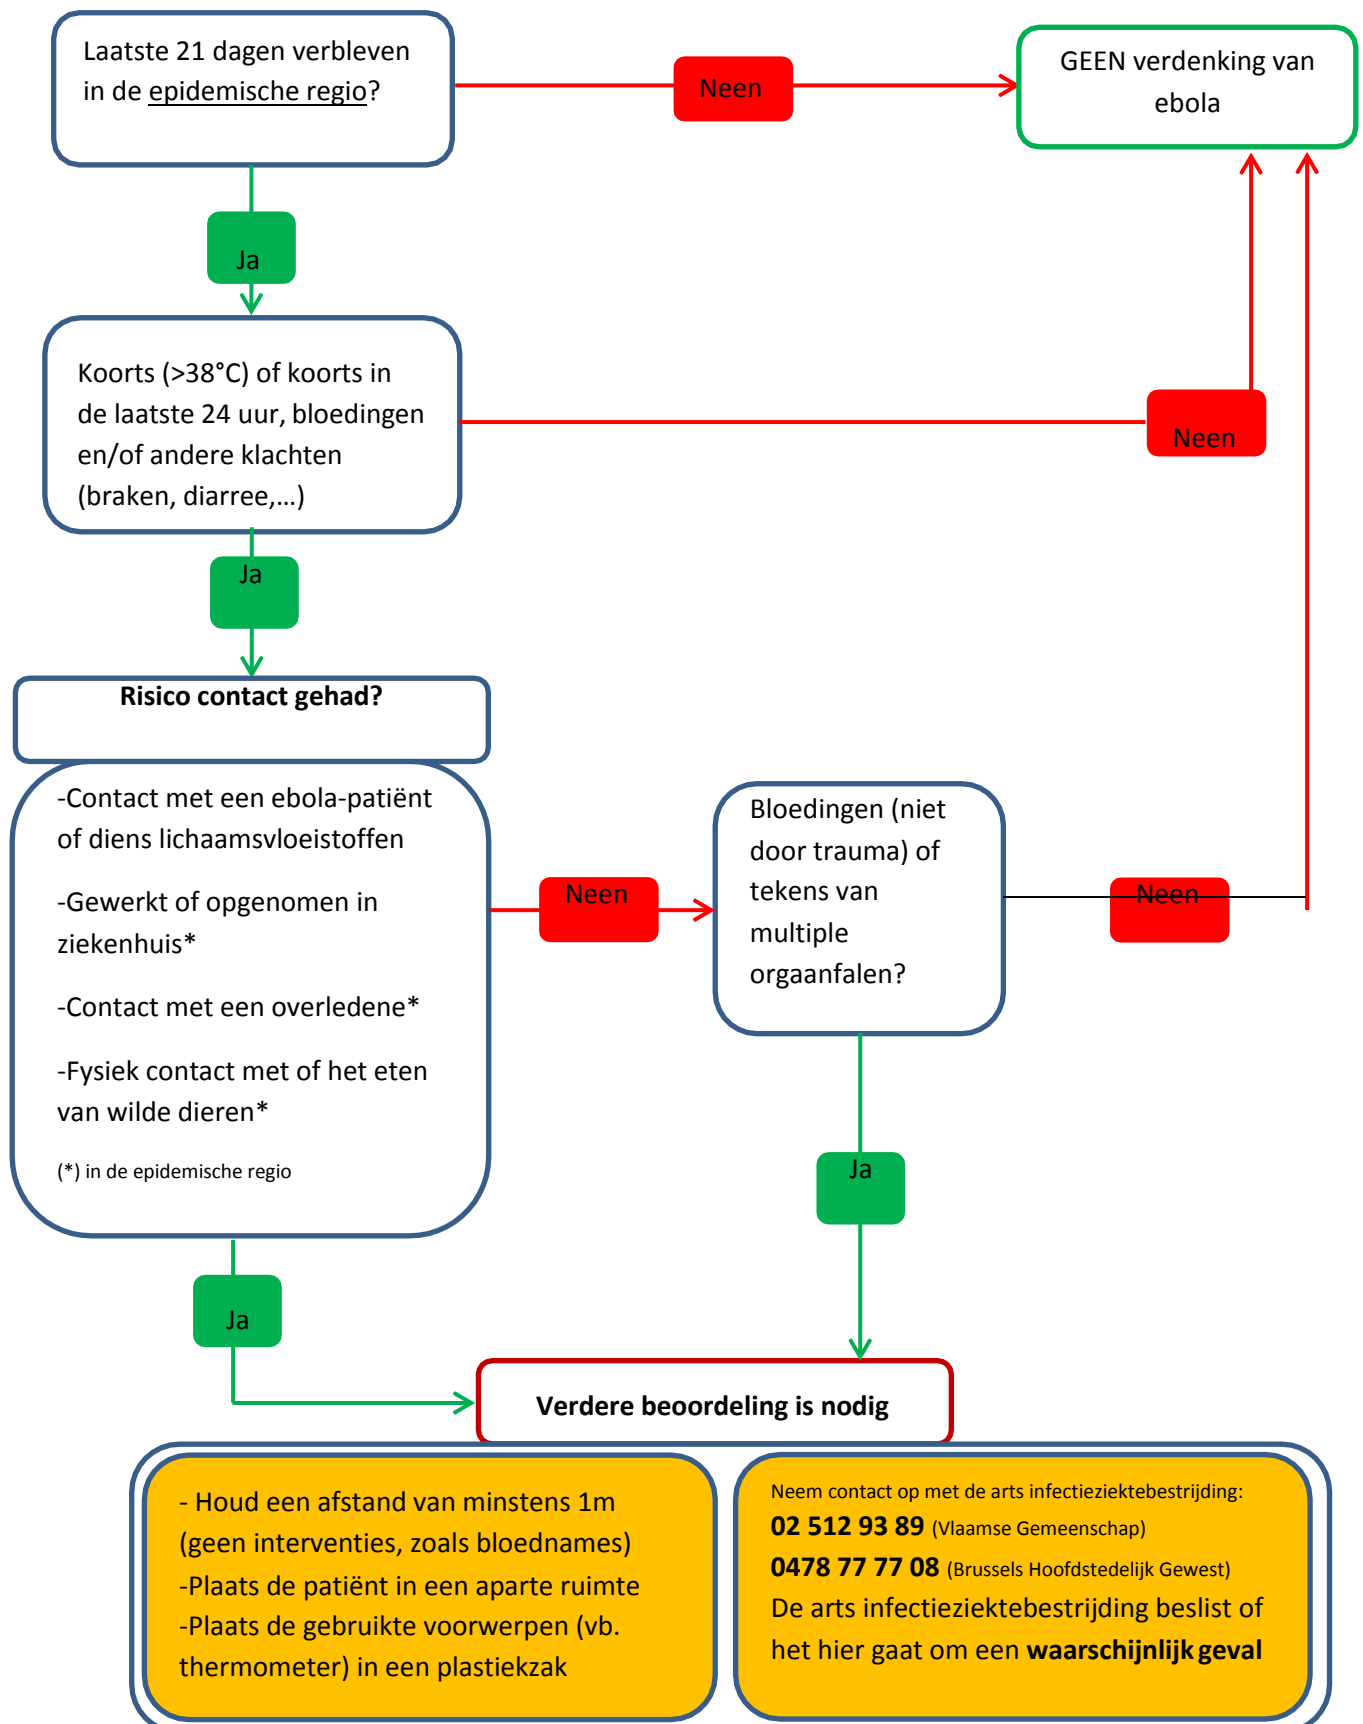 Laatste 21 dagen verbleven
in de epidemische regio?
Neen
GEEN verdenking van
ebola
Ja
Koorts (>38°C) of koorts in
de laatste 24 uur, bloedingen
en/of andere klachten
(braken, diarree,...)
Neen
Ja
Risico contact gehad?
-Contact met een ebola-patiënt
of diens lichaamsvloeistoffen
-Gewerkt of opgenomen in
ziekenhuis*
-Contact met een overledene*
-Fysiek contact met of het eten
van wilde dieren*
(*) in de epidemische regio
Neen
Bloedingen (niet
door trauma) of
tekens van
multiple
orgaanfalen?
Neen
Ja
Ja
Verdere beoordeling is nodig
- Houd een afstand van minstens 1m
(geen interventies, zoals bloednames)
-Plaats de patiënt in een aparte ruimte
-Plaats de gebruikte voorwerpen (vb.
thermometer) in een plastiekzak
Neem contact op met de arts infectieziektebestrijding:
02 512 93 89 (Vlaamse Gemeenschap)
0478 77 77 08 (Brussels Hoofdstedelijk Gewest)
De arts infectieziektebestrijding beslist of
het hier gaat om een waarschijnlijk geval